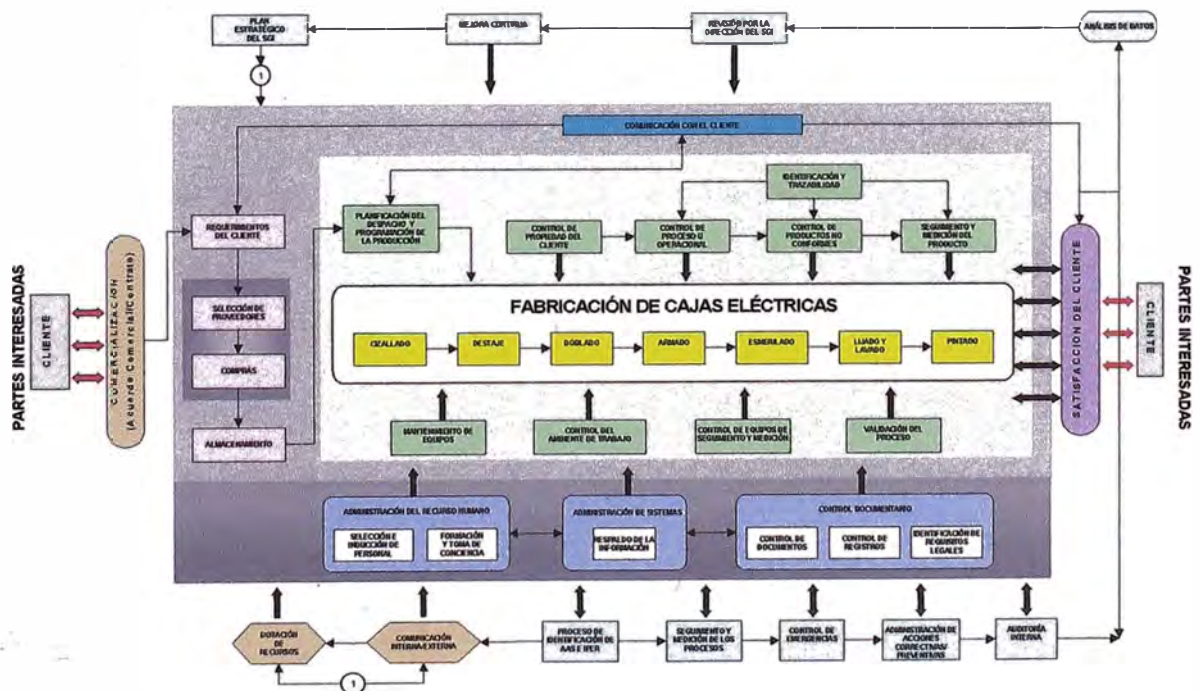 PLAN
ESTRATÉGICO
DEL SGI
MEJORA CONTINUA
REVISIÓN POR LA
DIRECCIÓN DEL SGI
ANÁLISIS DE DATOS
1
COMUNICACIÓN CON EL CLIENTE
IDENTIFICACIÓN Y
TRAZABILIDAD
REQUERIMIENTOS
DEL CLIENTE
PLANIFICACIÓN DEL
DESPACHO Y
PROGRAMACIÓN DE
LA PRODUCCIÓN
CONTROL DE
PROPIEDAD DEL
CLIENTE
CONTROL DE
PROCESO U
OPERACIONAL
CONTROL DE
PRODUCTOS NO
CONFORMES
SEGUIMIENTO Y
MEDICIÓN DEL
PRODUCTO
PARTES INTERESADAS
CLIENTE
COMERCIALIZACIÓN
(Acuerdo Comercial/Contrato)
SELECCIÓN DE
PROVEEDORES
COMPRAS
ALMACENAMIENTO
FABRICACIÓN DE CAJAS ELÉCTRICAS
CIZALLADO
DESTAJE
DOBLADO
ARMADO
ESMERILADO
LIJADO Y
LAVADO
PINTADO
SATISFACCION DEL CLIENTE
CLIENTE
PARTES INTERESADAS
MANTENIMIENTO DE
EQUIPOS
CONTROL DEL
AMBIENTE DE TRABAJO
CONTROL DE EQUIPOS DE
SEGUIMIENTO Y MEDICIÓN
VALIDACIÓN DEL
PROCESO
ADMINISTRACIÓN DEL RECURSO HUMANO
SELECCIÓN E
INDUCCIÓN DE
PERSONAL
FORMACIÓN
Y TOMA DE
CONCIENCIA
ADMINISTRACIÓN DE SISTEMAS
RESPALDO DE LA
INFORMACIÓN
CONTROL DOCUMENTARIO
CONTROL DE
DOCUMENTOS
CONTROL DE
REGISTROS
IDENTIFICACIÓN DE
REQUISITOS
LEGALES
DOTACIÓN
DE
RECURSOS
COMUNICACIÓN
INTERNA/EXTERNA
PROCESO DE
IDENTIFICACIÓN DE
AAS E IPER
SEGUIMIENTO Y
MEDICIÓN DE LOS
PROCESOS
CONTROL DE
EMERGENCIAS
ADMINISTRACIÓN DE
ACCIONES
CORRECTIVAS/
PREVENTIVAS
AUDITORÍA
INTERNA
1